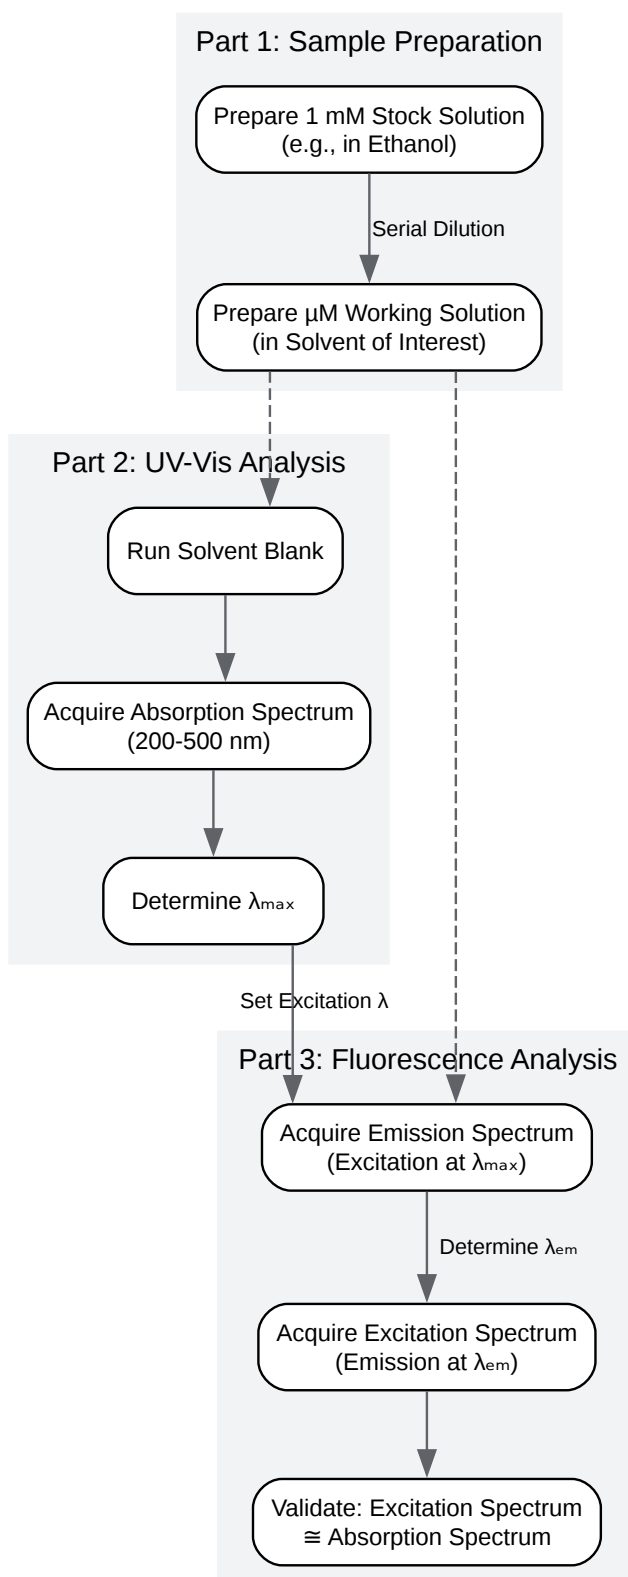 Part 1: Sample Preparation
Prepare 1 mM Stock Solution
(e.g., in Ethanol)
Serial Dilution
Prepare µM Working Solution
(in Solvent of Interest)
Part 2: UV-Vis Analysis
Run Solvent Blank
Acquire Absorption Spectrum
(200-500 nm)
Determine λₘₐₓ
Set Excitation λ
Part 3: Fluorescence Analysis
Acquire Emission Spectrum
(Excitation at λₘₐₓ)
Determine λₑₘ
Acquire Excitation Spectrum
(Emission at λₑₘ)
Validate: Excitation Spectrum
≅ Absorption Spectrum